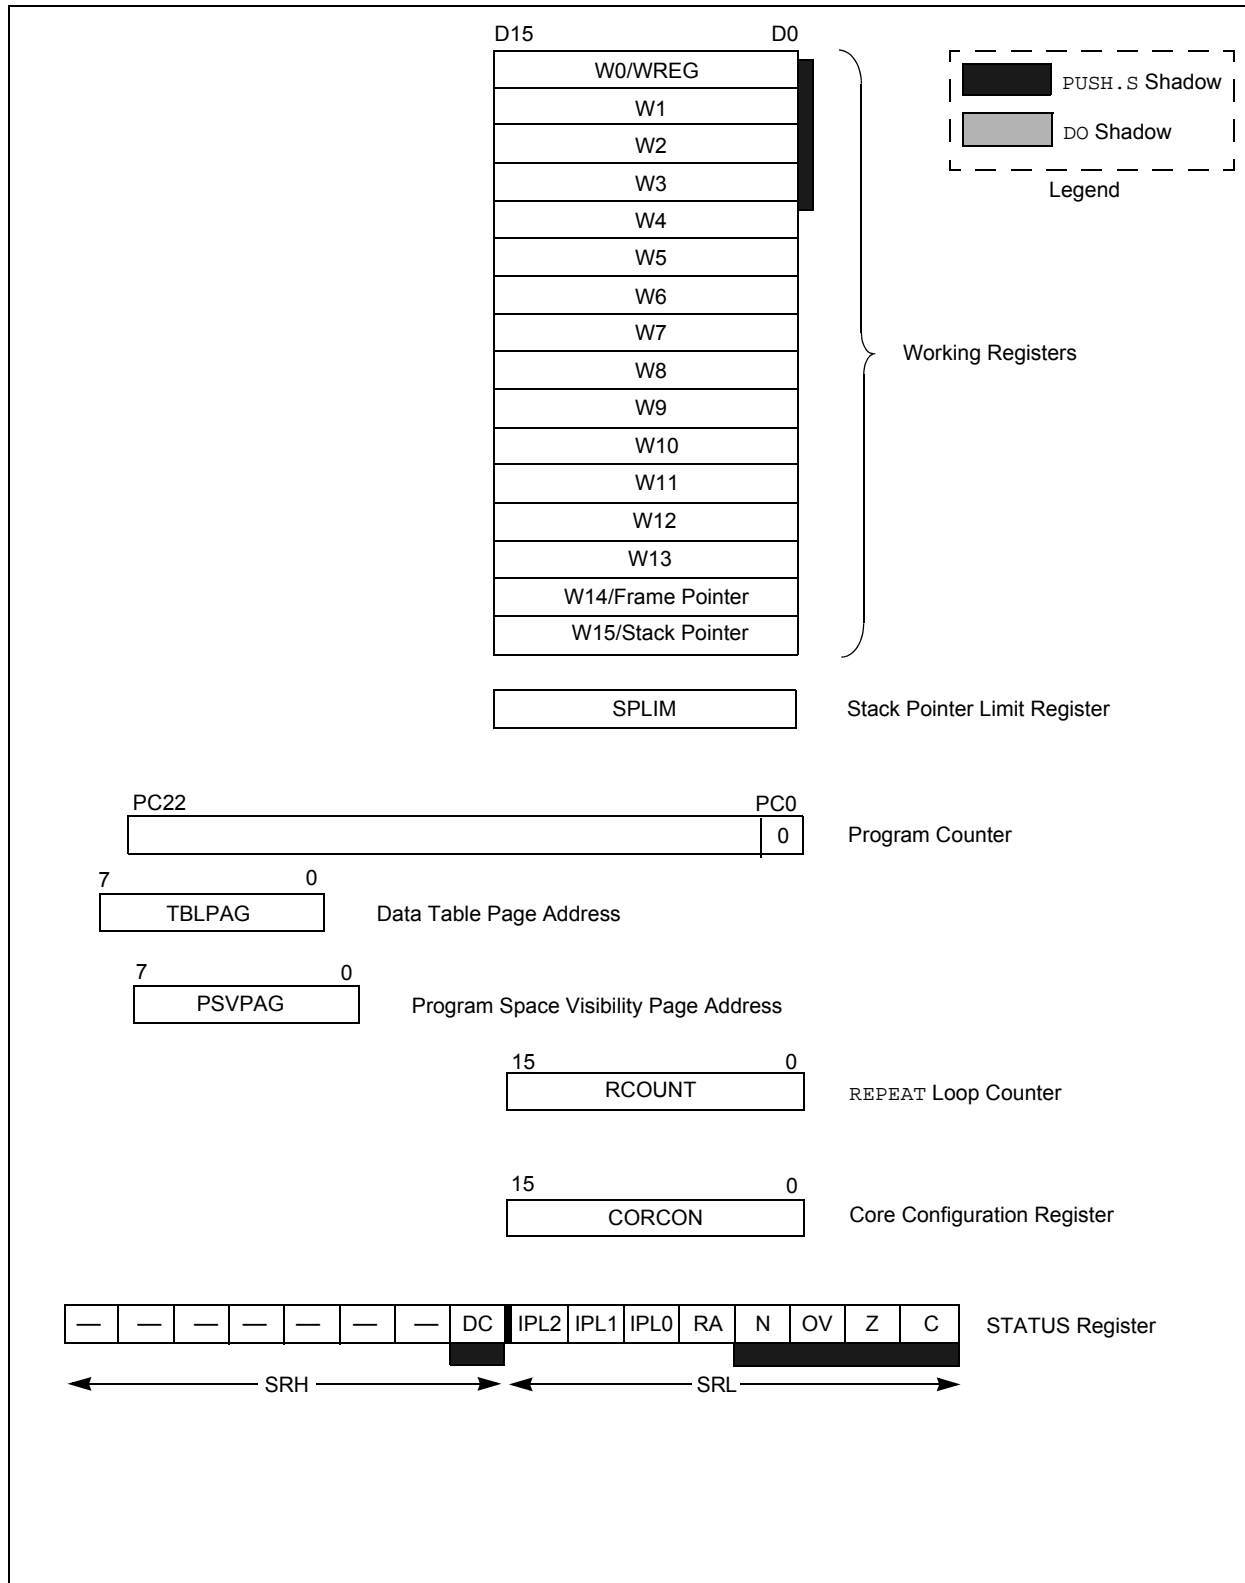 D15 D0
W0/WREG
PUSH.S Shadow
W1
DO Shadow
W2
W3
Legend
W4
W5
W6
W7
Working Registers
W8
W9
W10
W11
W12
W13
W14/Frame Pointer
W15/Stack Pointer
SPLIM Stack Pointer Limit Register
PC22 PC0
0 Program Counter
7 0
TBLPAG Data Table Page Address
7 0
PSVPAG Program Space Visibility Page Address
15 0
RCOUNT REPEAT Loop Counter
15 0
CORCON Core Configuration Register
— — — — — — — DC IPL2 IPL1 IPL0 RA N OV Z C STATUS Register
SRH SRL